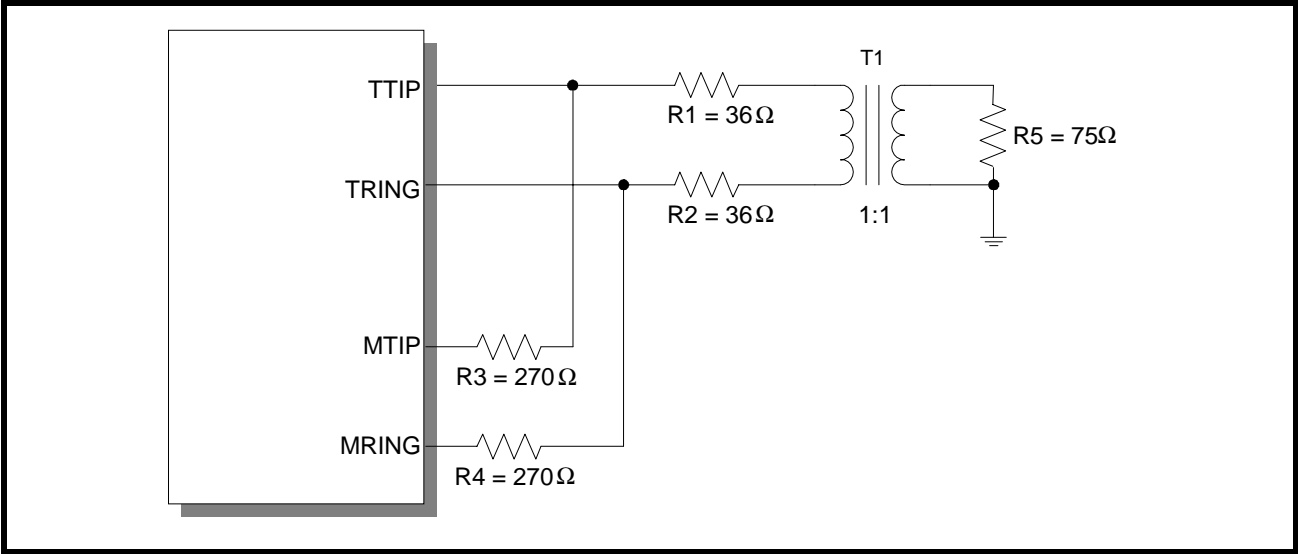 T1
TTIP
R1 = 36Ω
R5 = 75Ω
TRING
R2 = 36Ω
1:1
MTIP
R3 = 270Ω
MRING
R4 = 270Ω